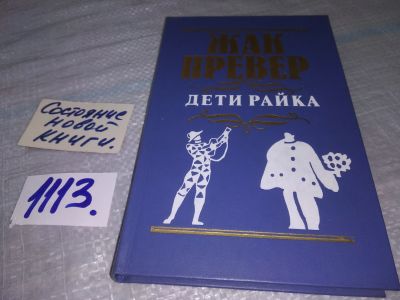 ЖАК
ПРЕВЕР
ДЕТИ РАЙКА
Состояние
новой
книги.
1113.